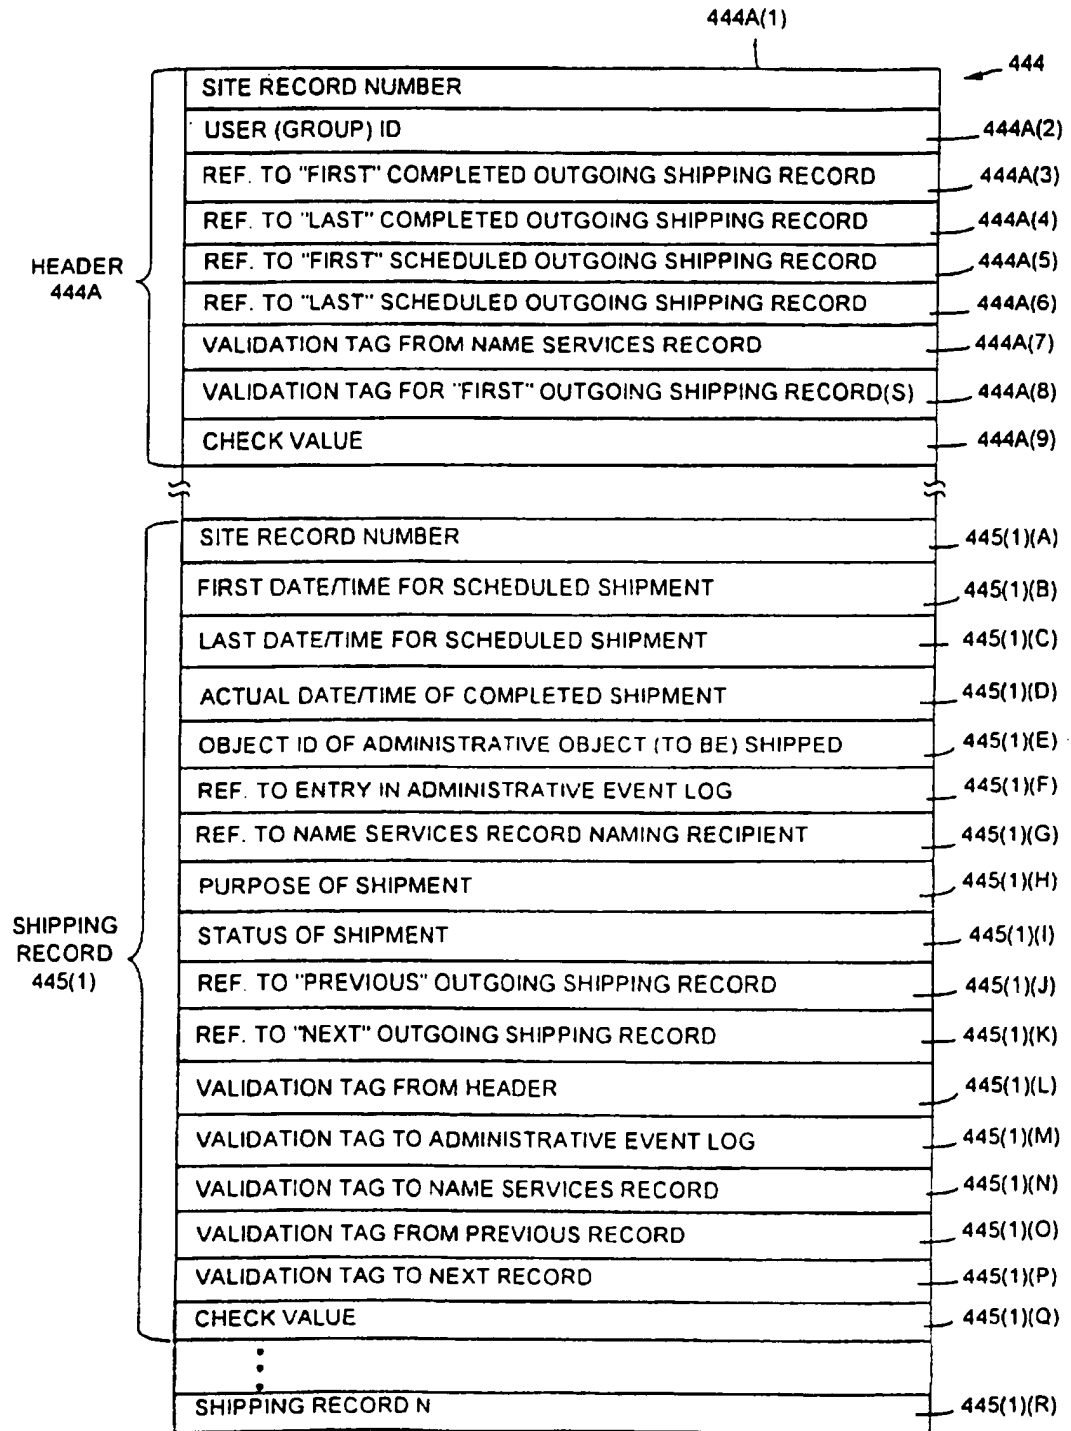 444A(1)
444
SITE RECORD NUMBER
USER (GROUP) ID 444A(2)
REF. TO "FIRST" COMPLETED OUTGOING SHIPPING RECORD 444A(3)
REF. TO "LAST" COMPLETED OUTGOING SHIPPING RECORD 444A(4)
REF. TO "FIRST" SCHEDULED OUTGOING SHIPPING RECORD 444A(5)
REF. TO "LAST" SCHEDULED OUTGOING SHIPPING RECORD 444A(6)
VALIDATION TAG FROM NAME SERVICES RECORD 444A(7)
VALIDATION TAG FOR "FIRST" OUTGOING SHIPPING RECORD(S) 444A(8)
CHECK VALUE 444A(9)
HEADER
444A
SITE RECORD NUMBER 445(1)(A)
FIRST DATE/TIME FOR SCHEDULED SHIPMENT 445(1)(B)
LAST DATE/TIME FOR SCHEDULED SHIPMENT 445(1)(C)
ACTUAL DATE/TIME OF COMPLETED SHIPMENT 445(1)(D)
OBJECT ID OF ADMINISTRATIVE OBJECT (TO BE) SHIPPED 445(1)(E)
REF. TO ENTRY IN ADMINISTRATIVE EVENT LOG 445(1)(F)
REF. TO NAME SERVICES RECORD NAMING RECIPIENT 445(1)(G)
PURPOSE OF SHIPMENT 445(1)(H)
STATUS OF SHIPMENT 445(1)(I)
REF. TO "PREVIOUS" OUTGOING SHIPPING RECORD 445(1)(J)
REF. TO "NEXT" OUTGOING SHIPPING RECORD 445(1)(K)
VALIDATION TAG FROM HEADER 445(1)(L)
VALIDATION TAG TO ADMINISTRATIVE EVENT LOG 445(1)(M)
VALIDATION TAG TO NAME SERVICES RECORD 445(1)(N)
VALIDATION TAG FROM PREVIOUS RECORD 445(1)(O)
VALIDATION TAG TO NEXT RECORD 445(1)(P)
CHECK VALUE 445(1)(Q)
SHIPPING
RECORD
445(1)
SHIPPING RECORD N 445(1)(R)